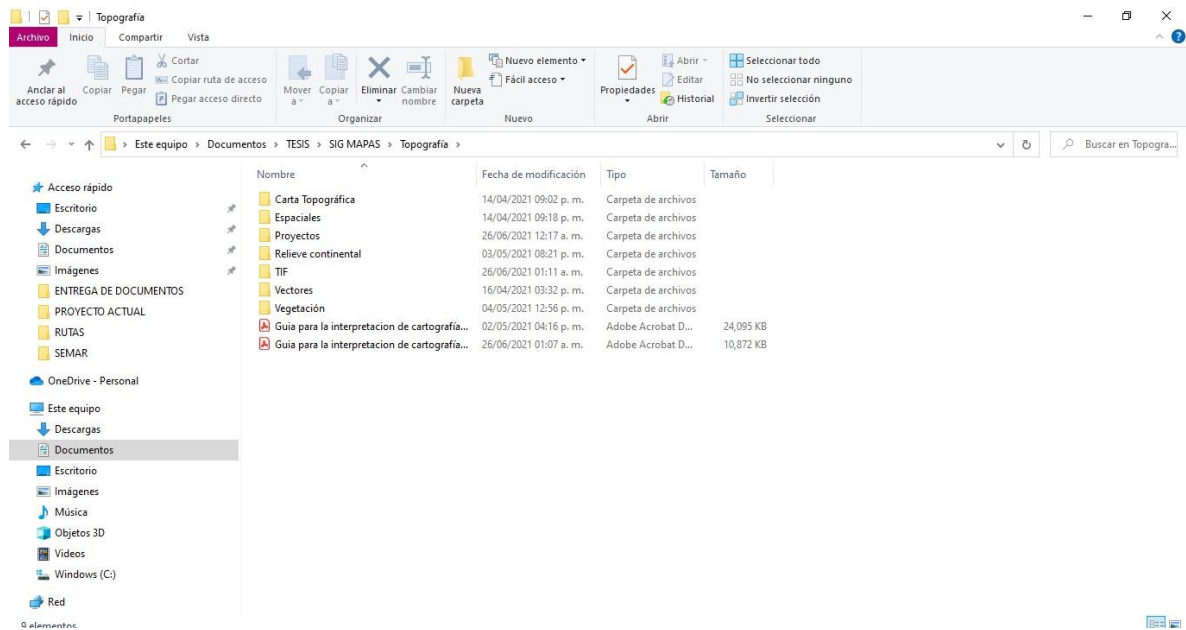 Topografía
Archivo Inicio Compartir Vista
Anclar al acceso rápido
Copiar
Pegar
Cortar
Copiar ruta de acceso
Pegar acceso directo
Portapapeles
Mover a
Copiar a
Eliminar
Cambiar nombre
Organizar
Nueva carpeta
Nuevo elemento
Fácil acceso
Nuevo
Propiedades
Abrir
Editar
Historial
Abrir
Seleccionar todo
No seleccionar ninguno
Invertir selección
Seleccionar
Este equipo > Documentos > TESIS > SIG MAPAS > Topografía >
Buscar en Topogra...
Acceso rápido
Escritorio
Descargas
Documentos
Imágenes
ENTREGA DE DOCUMENTOS
PROYECTO ACTUAL
RUTAS
SEMAR
OneDrive - Personal
Este equipo
Descargas
Documentos
Escritorio
Imágenes
Música
Objetos 3D
Videos
Windows (C:)
Red
9 elementos
Nombre Fecha de modificación Tipo Tamaño
Carta Topográfica 14/04/2021 09:02 p. m. Carpeta de archivos
Espaciales 14/04/2021 09:18 p. m. Carpeta de archivos
Proyectos 26/06/2021 12:17 a. m. Carpeta de archivos
Relieve continental 03/05/2021 08:21 p. m. Carpeta de archivos
TIF 26/06/2021 01:11 a. m. Carpeta de archivos
Vectores 16/04/2021 03:32 p. m. Carpeta de archivos
Vegetación 04/05/2021 12:56 p. m. Carpeta de archivos
Guia para la interpretacion de cartografía... 02/05/2021 04:16 p. m. Adobe Acrobat D... 24,095 KB
Guia para la interpretacion de cartografía... 26/06/2021 01:07 a. m. Adobe Acrobat D... 10,872 KB